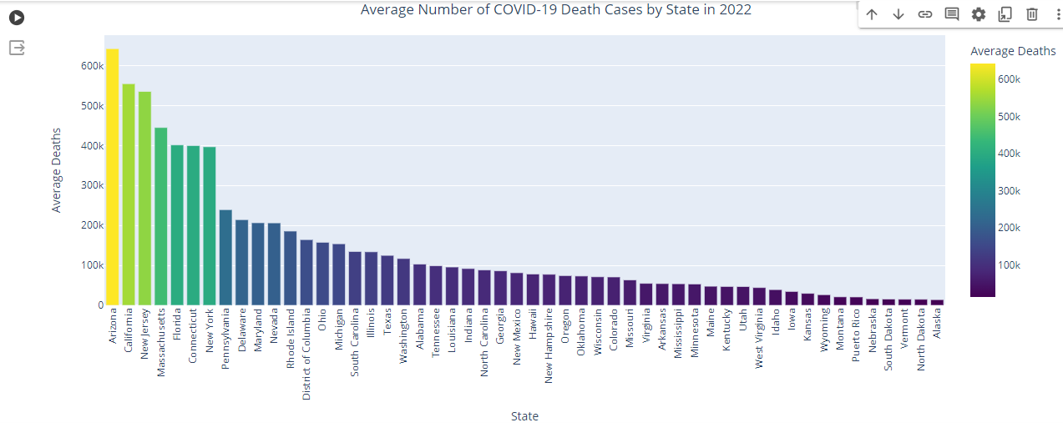 Average Number of COVID-19 Death Cases by State in 2022
Average Deaths
600k
500k
400k
300k
200k
100k
0
Arizona
California
New Jersey
Massachusetts
Florida
Connecticut
New York
Pennsylvania
Delaware
Maryland
Nevada
Rhode Island
District of Columbia
Ohio
Michigan
South Carolina
Illinois
Texas
Washington
Alabama
Tennessee
Louisiana
Indiana
North Carolina
Georgia
New Mexico
Hawaii
New Hampshire
Oregon
Oklahoma
Wisconsin
Colorado
Missouri
Virginia
Arkansas
Mississippi
Minnesota
Maine
Kentucky
Utah
West Virginia
Idaho
Iowa
Kansas
Wyoming
Montana
Puerto Rico
Nebraska
South Dakota
Vermont
North Dakota
Alaska
State
Average Deaths
600k
500k
400k
300k
200k
100k